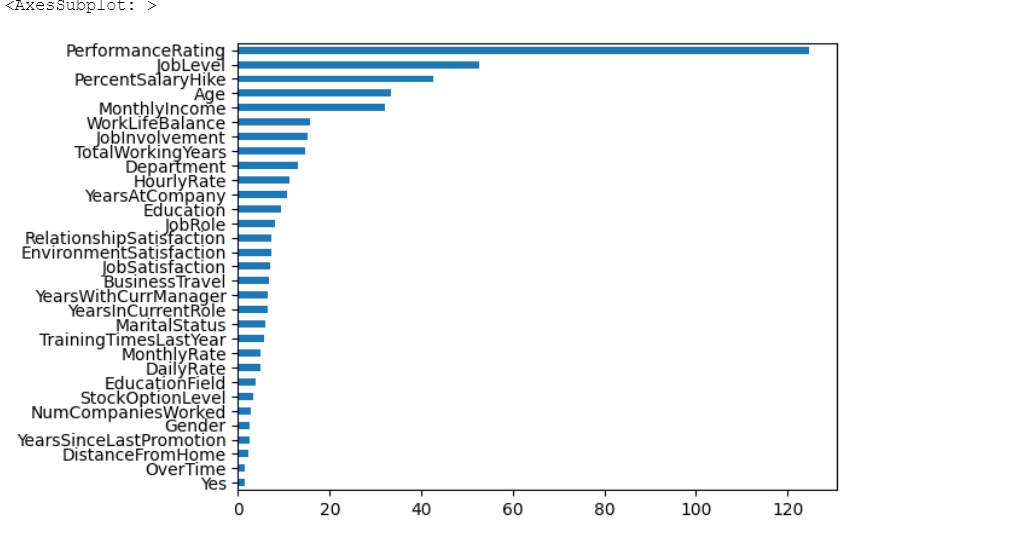 <AxesSubplot: >
PerformanceRating
JobLevel
PercentSalaryHike
Age
MonthlyIncome
WorkLifeBalance
JobInvolvement
TotalWorkingYears
Department
HourlyRate
YearsAtCompany
Education
JobRole
RelationshipSatisfaction
EnvironmentSatisfaction
JobSatisfaction
BusinessTravel
YearsWithCurrManager
YearsInCurrentRole
MaritalStatus
TrainingTimesLastYear
MonthlyRate
DailyRate
EducationField
StockOptionLevel
NumCompaniesWorked
Gender
YearsSinceLastPromotion
DistanceFromHome
OverTime
Yes
0 20 40 60 80 100 120